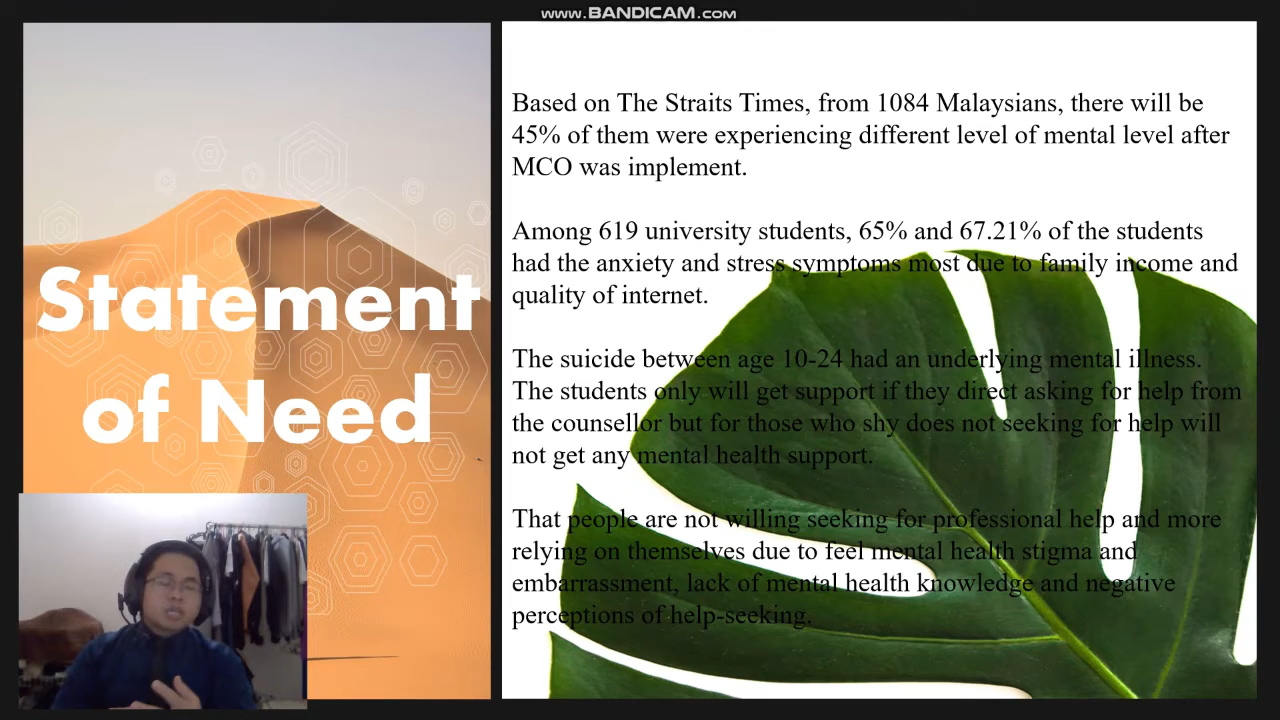 www.BANDICAM.com
Statement
of Need
Based on The Straits Times, from 1084 Malaysians, there will be
45% of them were experiencing different level of mental level after
MCO was implement.
Among 619 university students, 65% and 67.21% of the students
had the anxiety and stress symptoms most due to family income and
quality of internet.
The suicide between age 10-24 had an underlying mental illness.
The students only will get support if they direct asking for help from
the counsellor but for those who shy does not seeking for help will
not get any mental health support.
That people are not willing seeking for professional help and more
relying on themselves due to feel mental health stigma and
embarrassment, lack of mental health knowledge and negative
perceptions of help-seeking.